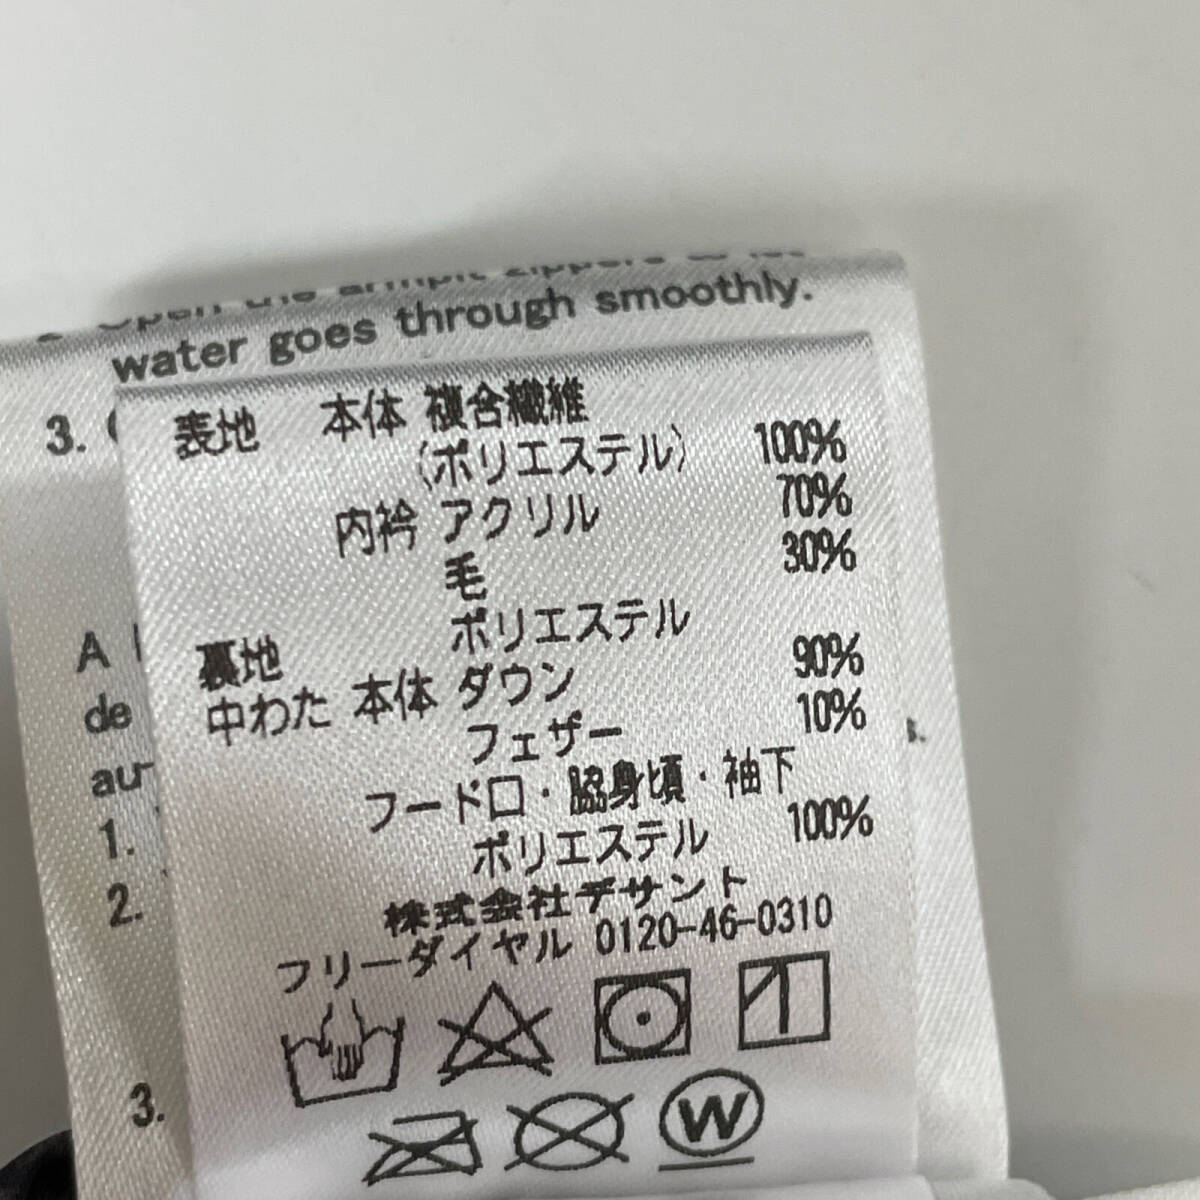 water goes through smoothly.
3.
表地 本体 複合繊維
(ポリエステル) 100%
内衿 アクリル 70%
毛 30%
裏地 ポリエステル
中わた 本体 ダウン 90%
フェザー 10%
フード口・脇身頃・袖下
ポリエステル 100%
株式会社デサント
フリーダイヤル 0120-46-0310
W
A
de
au
1.
2.
3.